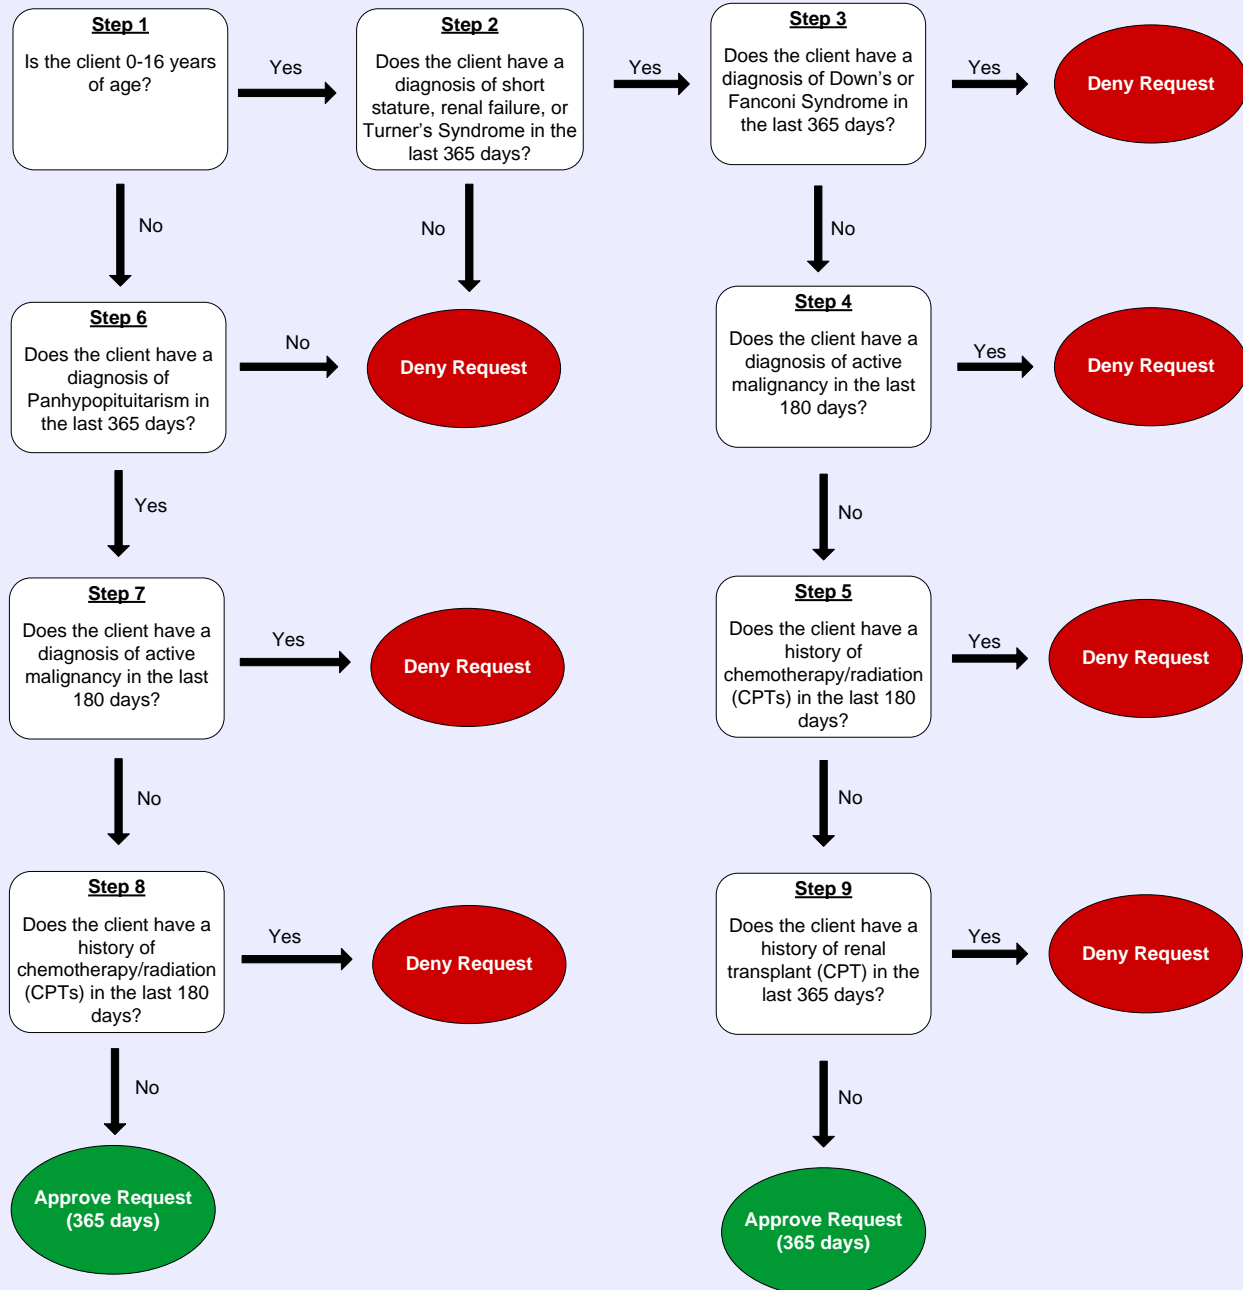 Step 1
Is the client 0-16 years
of age?
Yes
Step 2
Does the client have a
diagnosis of short
stature, renal failure, or
Turner's Syndrome in the
last 365 days?
Yes
Step 3
Does the client have a
diagnosis of Down's or
Fanconi Syndrome in
the last 365 days?
Yes
Deny Request
No
No
No
Step 6
Does the client have a
diagnosis of
Panhypopituitarism in
the last 365 days?
No
Deny Request
Step 4
Does the client have a
diagnosis of active
malignancy in the last
180 days?
Yes
Deny Request
Yes
No
Step 7
Does the client have a
diagnosis of active
malignancy in the last
180 days?
Yes
Deny Request
Step 5
Does the client have a
history of
chemotherapy/radiation
(CPTs) in the last 180
days?
Yes
Deny Request
No
No
Step 8
Does the client have a
history of
chemotherapy/radiation
(CPTs) in the last 180
days?
Yes
Deny Request
Step 9
Does the client have a
history of renal
transplant (CPT) in the
last 365 days?
Yes
Deny Request
No
No
Approve Request
(365 days)
Approve Request
(365 days)